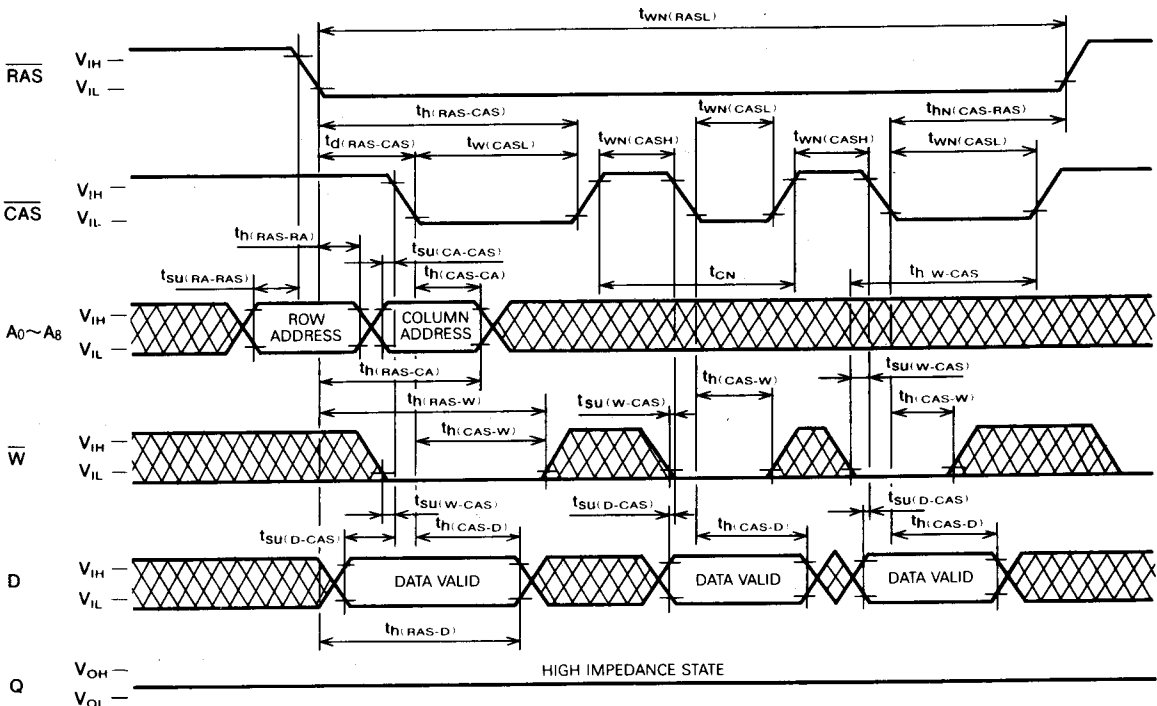 twN(RASL)
RAS
VIH
VIL
th(RAS-CAS)
twN(CASL)
thN(CAS-RAS)
td(RAS-CAS)
tw(CASL)
twN(CASH)
twN(CASH)
twN(CASL)
CAS
VIH
VIL
th(RAS-RA)
tsu(CA-CAS)
tsu(RA-RAS)
th(CAS-CA)
tCN
th W-CAS
A0~A8
VIH
VIL
ROW ADDRESS
COLUMN ADDRESS
th(RAS-CA)
th(CAS-W)
tsu(W-CAS)
th(RAS-W)
tsu(W-CAS)
th(CAS-W)
th(CAS-W)
W
VIH
VIL
tsu(W-CAS)
tsu(D-CAS)
tsu(D-CAS)
tsu(D-CAS)
th(CAS-D)
th(CAS-D)
th(CAS-D)
D
VIH
VIL
DATA VALID
DATA VALID
DATA VALID
th(RAS-D)
Q
VOH
HIGH IMPEDANCE STATE
VOL